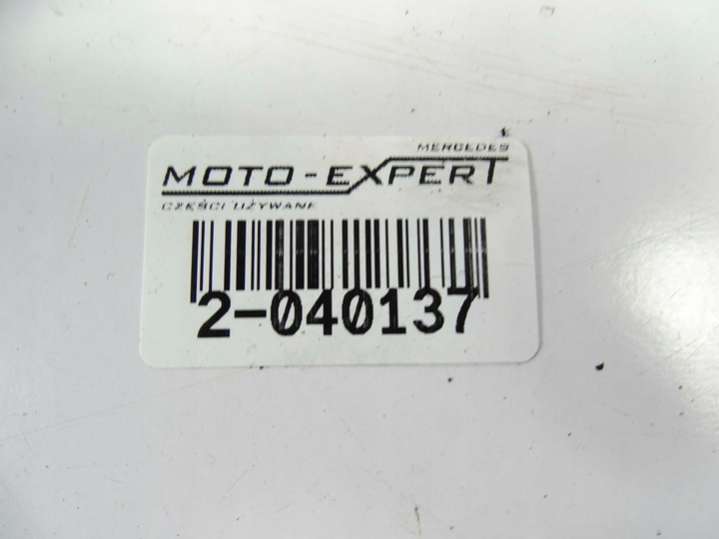 MERCEDES
MOTO-EXPERT
CZĘŚCI UŻYWANE
2-040137